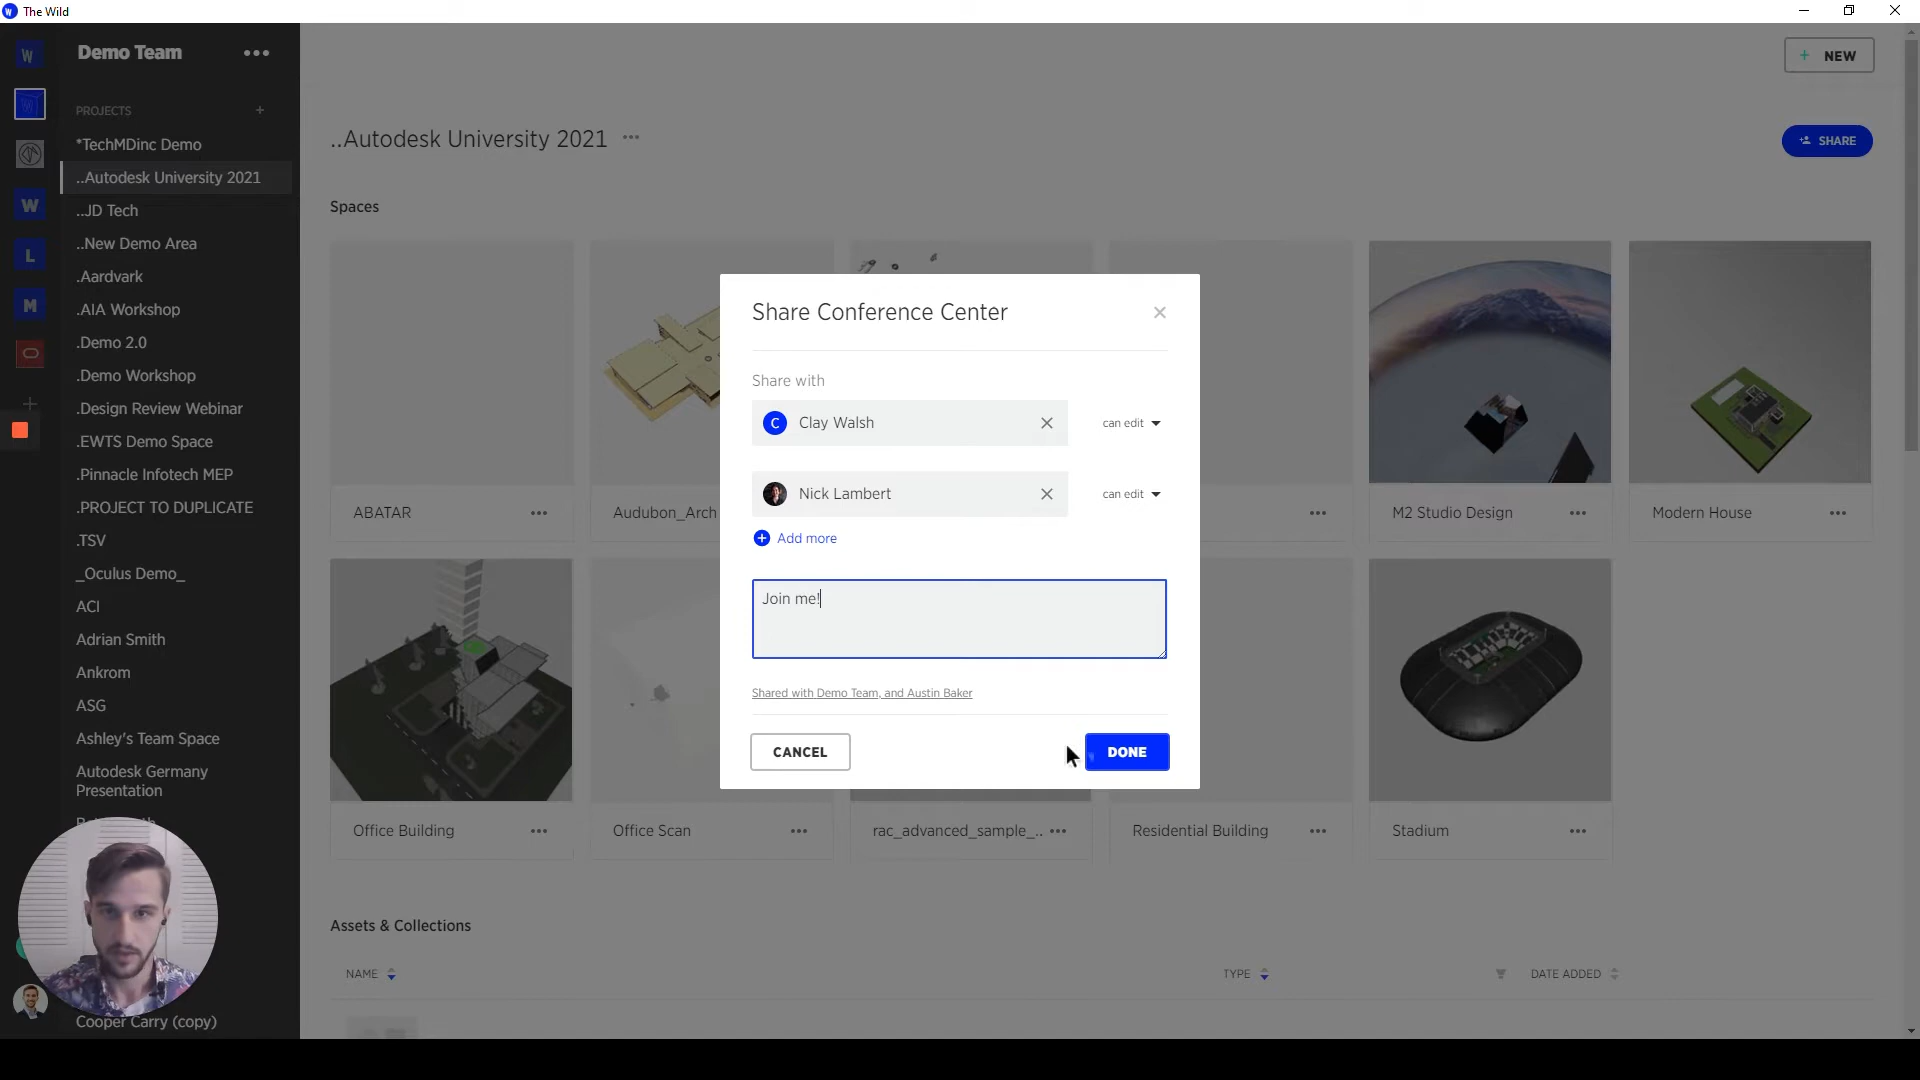 The Wild
W
Demo Team
•••
+ NEW
PROJECTS +
*TechMDinc Demo
..Autodesk University 2021
..JD Tech
..New Demo Area
.Aardvark
.AIA Workshop
.Demo 2.0
.Demo Workshop
.Design Review Webinar
.EWTS Demo Space
.Pinnacle Infotech MEP
.PROJECT TO DUPLICATE
.TSV
_Oculus Demo_
ACI
Adrian Smith
Ankrom
ASG
Ashley's Team Space
Autodesk Germany
Presentation
Cooper Carry (copy)
W
W
L
M
..Autodesk University 2021 •••
SHARE
Spaces
ABATAR
Audubon_Arch
M2 Studio Design
Modern House
Office Building
Office Scan
rac_advanced_sample_..
Residential Building
Stadium
Share Conference Center
Share with
C Clay Walsh
can edit
Nick Lambert
can edit
Add more
Join me!
Shared with Demo Team, and Austin Baker
CANCEL
DONE
Assets & Collections
NAME
TYPE
DATE ADDED